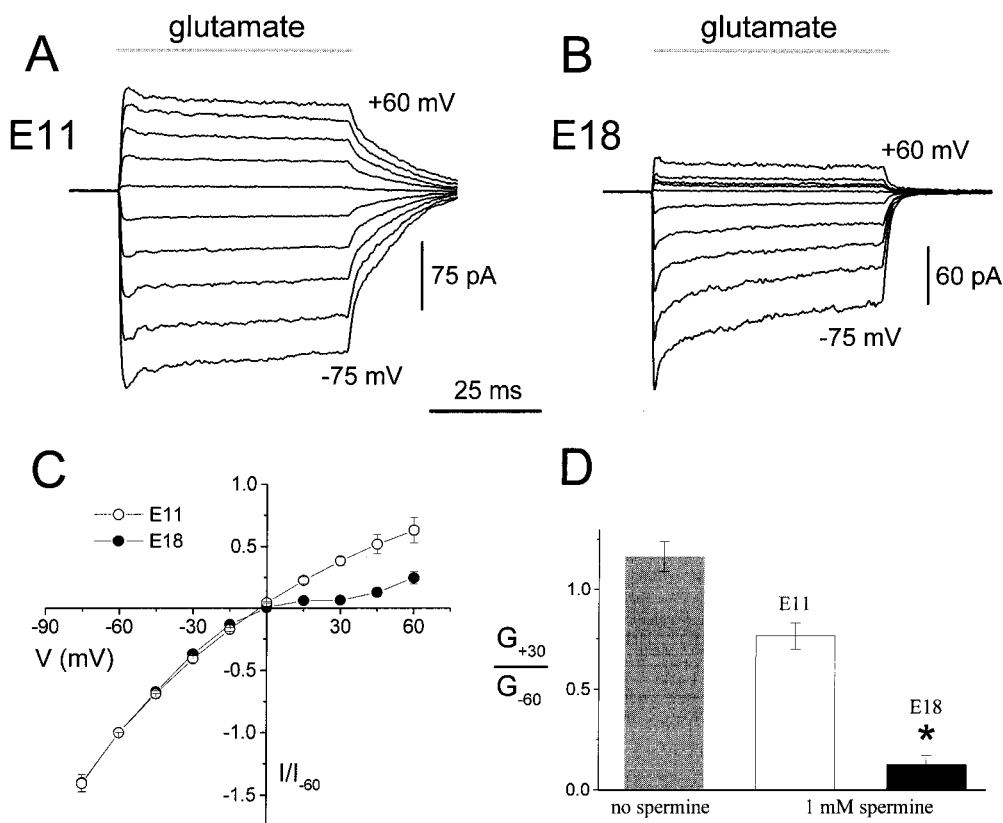 glutamate
A
E11
+60 mV
75 pA
-75 mV
glutamate
B
E18
+60 mV
60 pA
-75 mV
25 ms
C
E11
E18
1.0
0.5
-90 -60 -30 30 60
V (mV)
-0.5
-1.0
-1.5
I/I-60
D
1.0
0.5
0.0
G+30
G-60
E11
E18
*
no spermine
1 mM spermine